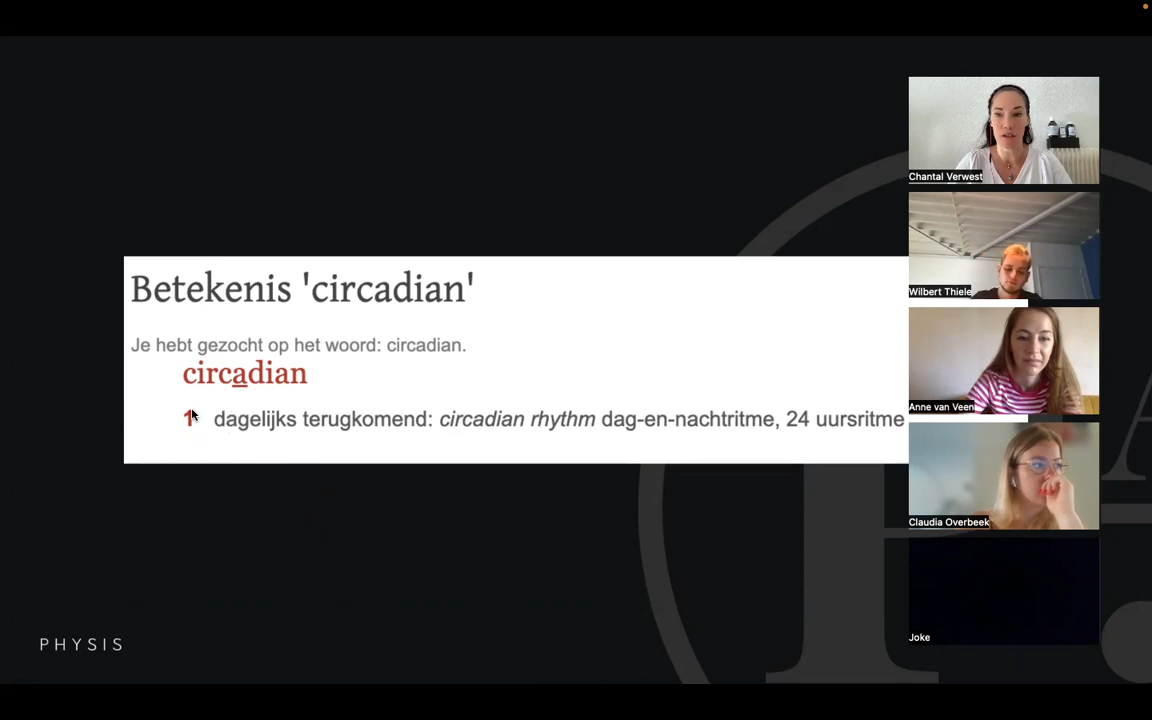 Betekenis 'circadian'
Je hebt gezocht op het woord: circadian.
circadian
1 dagelijks terugkomend: circadian rhythm dag-en-nachtritme, 24 uursritme
PHYSIS
Chantal Verwest
Wilbert Thiele
Anne van Veen
Claudia Overbeek
Joke